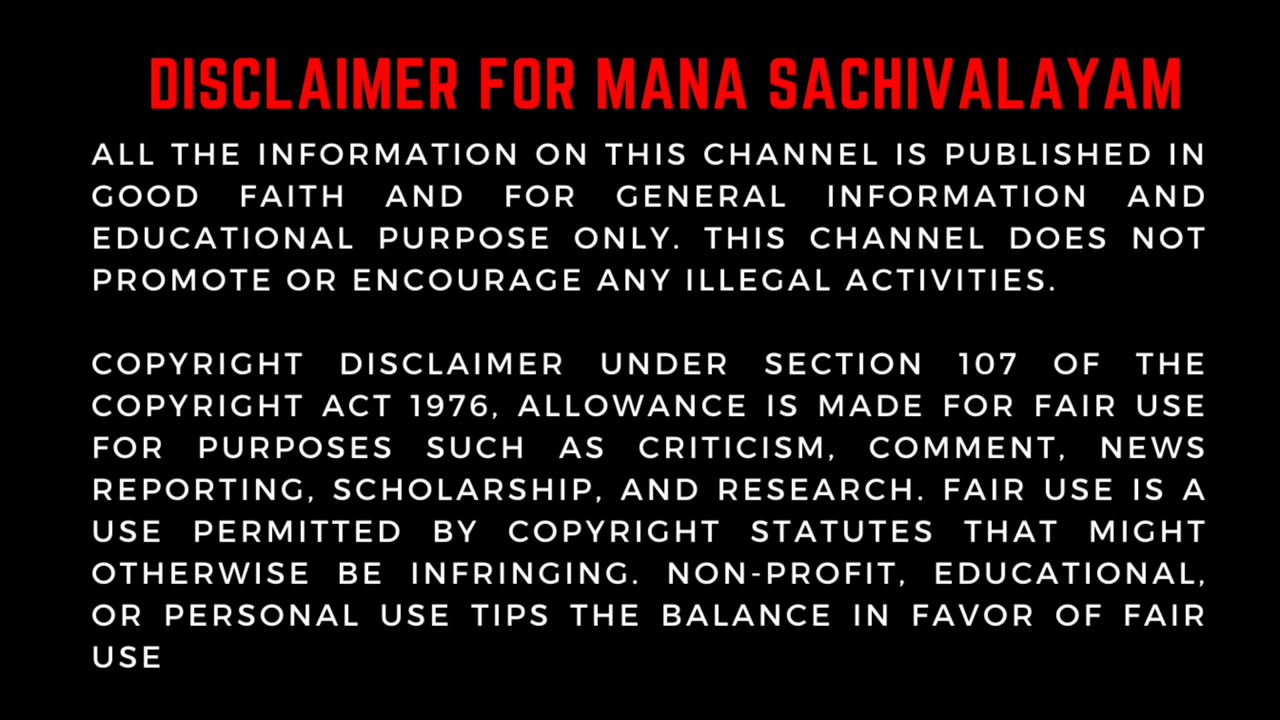 DISCLAIMER FOR MANA SACHIVALAYAM
ALL THE INFORMATION ON THIS CHANNEL IS PUBLISHED IN
GOOD FAITH AND FOR GENERAL INFORMATION AND
EDUCATIONAL PURPOSE ONLY. THIS CHANNEL DOES NOT
PROMOTE OR ENCOURAGE ANY ILLEGAL ACTIVITIES.
COPYRIGHT DISCLAIMER UNDER SECTION 107 OF THE
COPYRIGHT ACT 1976, ALLOWANCE IS MADE FOR FAIR USE
FOR PURPOSES SUCH AS CRITICISM, COMMENT, NEWS
REPORTING, SCHOLARSHIP, AND RESEARCH. FAIR USE IS A
USE PERMITTED BY COPYRIGHT STATUTES THAT MIGHT
OTHERWISE BE INFRINGING. NON-PROFIT, EDUCATIONAL,
OR PERSONAL USE TIPS THE BALANCE IN FAVOR OF FAIR
USE